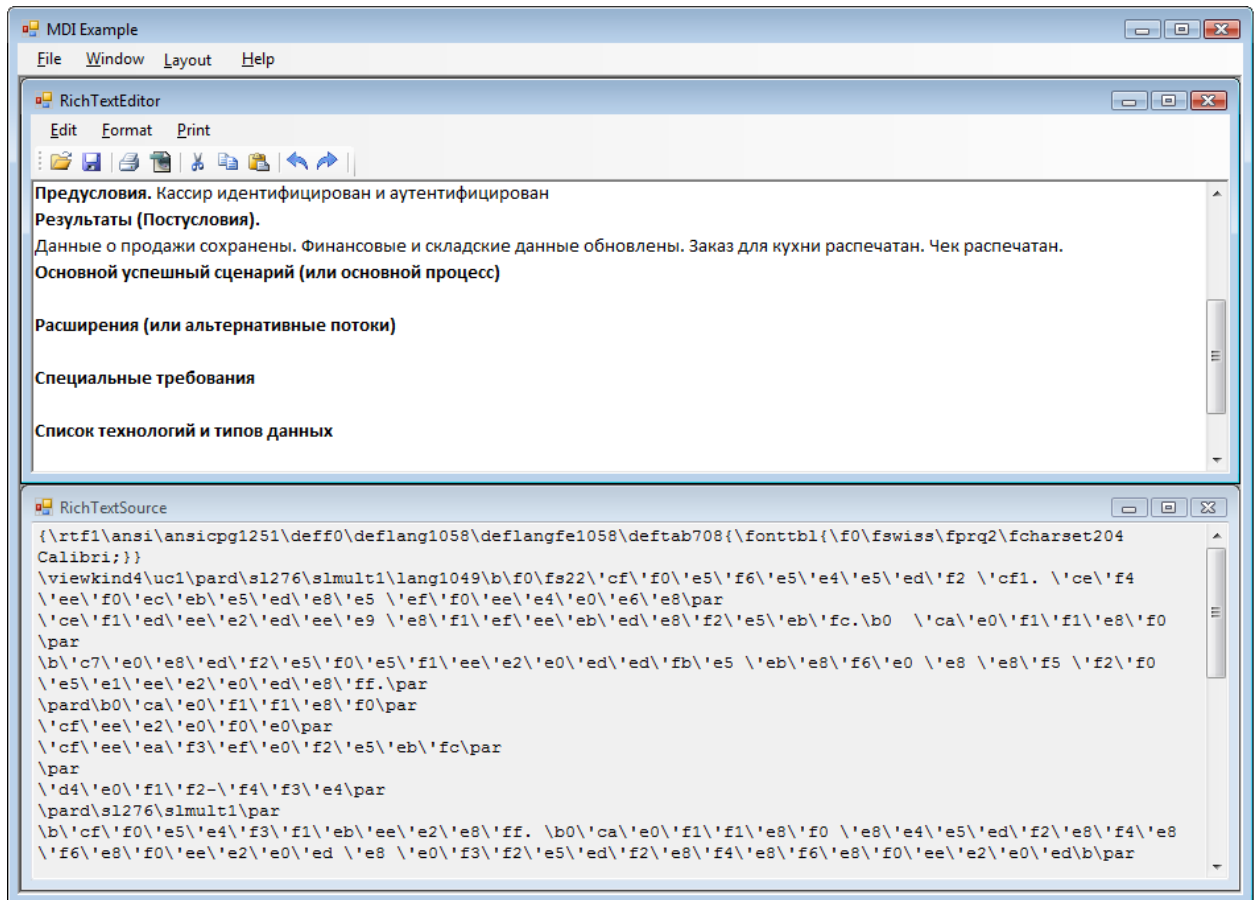 MDI Example
File Window Layout Help
RichTextEditor
Edit Format Print
Предусловия. Кассир идентифицирован и аутентифицирован
Результаты (Постусловия).
Данные о продажи сохранены. Финансовые и складские данные обновлены. Заказ для кухни распечатан. Чек распечатан.
Основной успешный сценарий (или основной процесс)
Расширения (или альтернативные потоки)
Специальные требования
Список технологий и типов данных
RichTextSource
{\rtf1\ansi\ansicpg1251\deff0\deflang1058\deflangfe1058\deftab708{\fonttbl{\f0\fswiss\fprq2\fcharset204
Calibri;}}
\viewkind4\uc1\pard\sl276\slmult1\lang1049\b\f0\fs22\'cf\'f0\'e5\'f6\'e5\'e4\'e5\'ed\'f2 \'cf1. \'ce\'f4
\'ee\'f0\'ec\'eb\'e5\'ed\'e8\'e5 \'ef\'f0\'ee\'e4\'e0\'e6\'e8\par
\'ce\'f1\'ed\'ee\'e2\'ed\'ee\'e9 \'e8\'f1\'ef\'ee\'eb\'ed\'e8\'f2\'e5\'eb\'fc.\b0  \'ca\'e0\'f1\'f1\'e8\'f0
\par
\b\'c7\'e0\'e8\'ed\'f2\'e5\'f0\'e5\'f1\'ee\'e2\'e0\'ed\'ed\'fb\'e5 \'eb\'e8\'f6\'e0 \'e8 \'e8\'f5 \'f2\'f0
\'e5\'e1\'ee\'e2\'e0\'ed\'e8\'ff.\par
\pard\b0\'ca\'e0\'f1\'f1\'e8\'f0\par
\'cf\'ee\'e2\'e0\'f0\'e0\par
\'cf\'ee\'ea\'f3\'ef\'e0\'f2\'e5\'eb\'fc\par
\par
\'d4\'e0\'f1\'f2-\'f4\'f3\'e4\par
\pard\sl276\slmult1\par
\b\'cf\'f0\'e5\'e4\'f3\'f1\'eb\'ee\'e2\'e8\'ff. \b0\'ca\'e0\'f1\'f1\'e8\'f0 \'e8\'e4\'e5\'ed\'f2\'e8\'f4\'e8
\'f6\'e8\'f0\'ee\'e2\'e0\'ed \'e8 \'e0\'f3\'f2\'e5\'ed\'f2\'e8\'f4\'e8\'f6\'e8\'f0\'ee\'e2\'e0\'ed\b\par